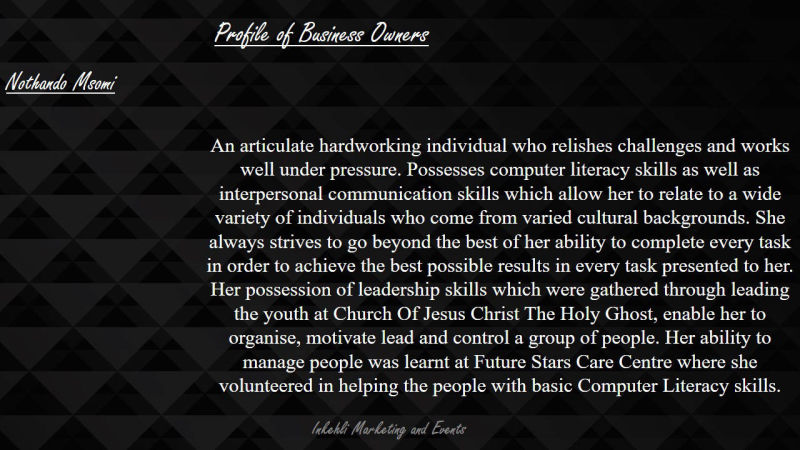 Profile of Business Owners
Nothando Msomi
An articulate hardworking individual who relishes challenges and works
well under pressure. Possesses computer literacy skills as well as
interpersonal communication skills which allow her to relate to a wide
variety of individuals who come from varied cultural backgrounds. She
always strives to go beyond the best of her ability to complete every task
in order to achieve the best possible results in every task presented to her.
Her possession of leadership skills which were gathered through leading
the youth at Church Of Jesus Christ The Holy Ghost, enable her to
organise, motivate lead and control a group of people. Her ability to
manage people was learnt at Future Stars Care Centre where she
volunteered in helping the people with basic Computer Literacy skills.
Inkehli Marketing and Events